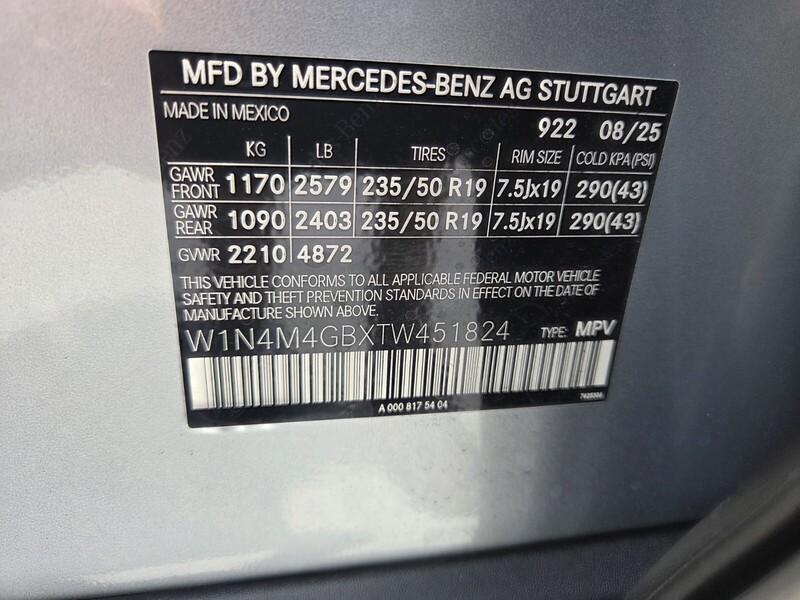 MFD BY MERCEDES-BENZ AG STUTTGART
MADE IN MEXICO
922 08/25
KG LB TIRES RIM SIZE COLD KPA (PSI)
GAWR FRONT 1170 2579 235/50 R19 7.5Jx19 290(43)
GAWR REAR 1090 2403 235/50 R19 7.5Jx19 290(43)
GVWR 2210 4872
THIS VEHICLE CONFORMS TO ALL APPLICABLE FEDERAL MOTOR VEHICLE
SAFETY AND THEFT PREVENTION STANDARDS IN EFFECT ON THE DATE OF
MANUFACTURE SHOWN ABOVE.
W1N4M4GBXTW451824 TYPE: MPV
A 000 817 54 04